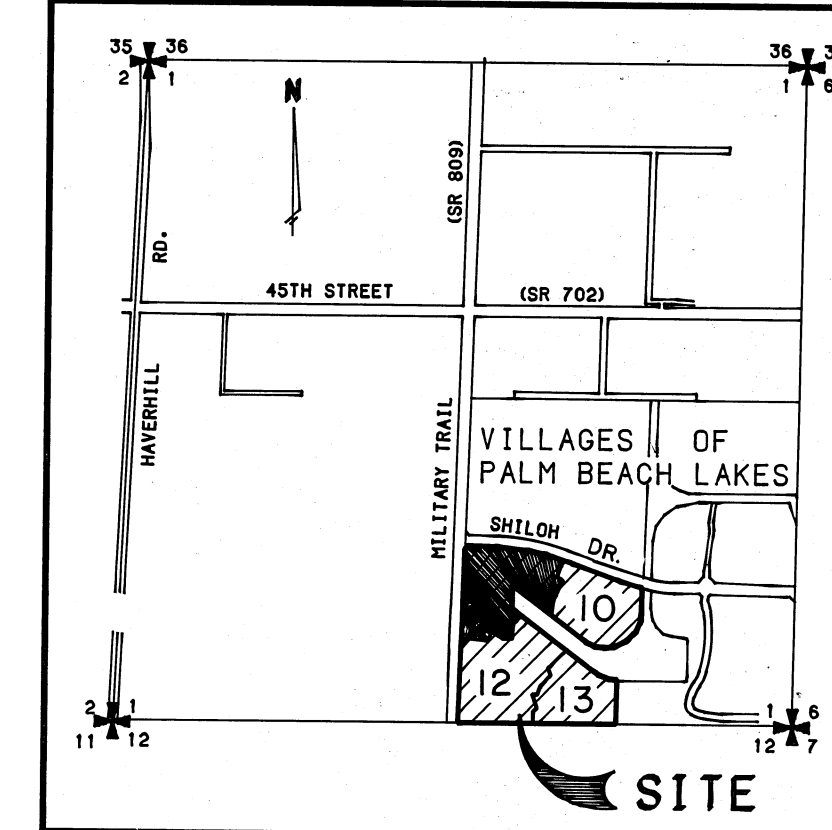 35 36
2 1
36 3
1 6
N
(SR 809)
RD.
45TH STREET
(SR 702)
HAVERHILL
MILITARY TRAIL
VILLAGES OF
PALM BEACH LAKES
SHILOH DR.
10
12
13
2 1
11 12
1 6
12 7
SITE